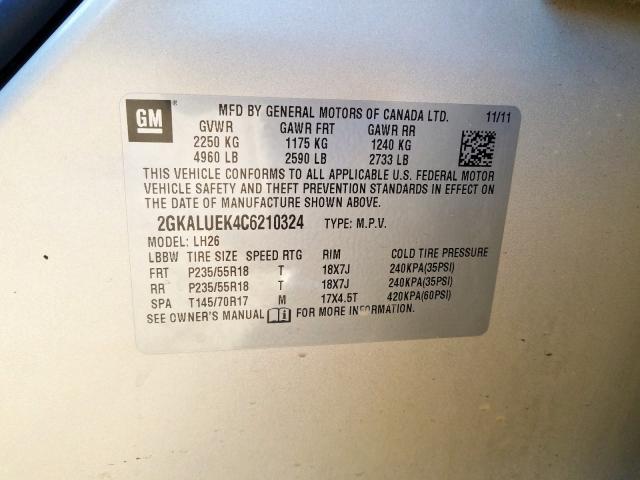 GM ® MFD BY GENERAL MOTORS OF CANADA LTD. 11/11
GVWR GAWR FRT GAWR RR
2250 KG 1175 KG 1240 KG
4960 LB 2590 LB 2733 LB
THIS VEHICLE CONFORMS TO ALL APPLICABLE U.S. FEDERAL MOTOR
VEHICLE SAFETY AND THEFT PREVENTION STANDARDS IN EFFECT ON
THE DATE OF MANUFACTURE SHOWN ABOVE.
2GKALUEK4C6210324 TYPE: M.P.V.
MODEL: LH26
LBBW TIRE SIZE SPEED RTG RIM COLD TIRE PRESSURE
FRT P235/55R18 T 18X7J 240KPA(35PSI)
RR P235/55R18 T 18X7J 240KPA(35PSI)
SPA T145/70R17 M 17X4.5T 420KPA(60PSI)
SEE OWNER'S MANUAL i FOR MORE INFORMATION.